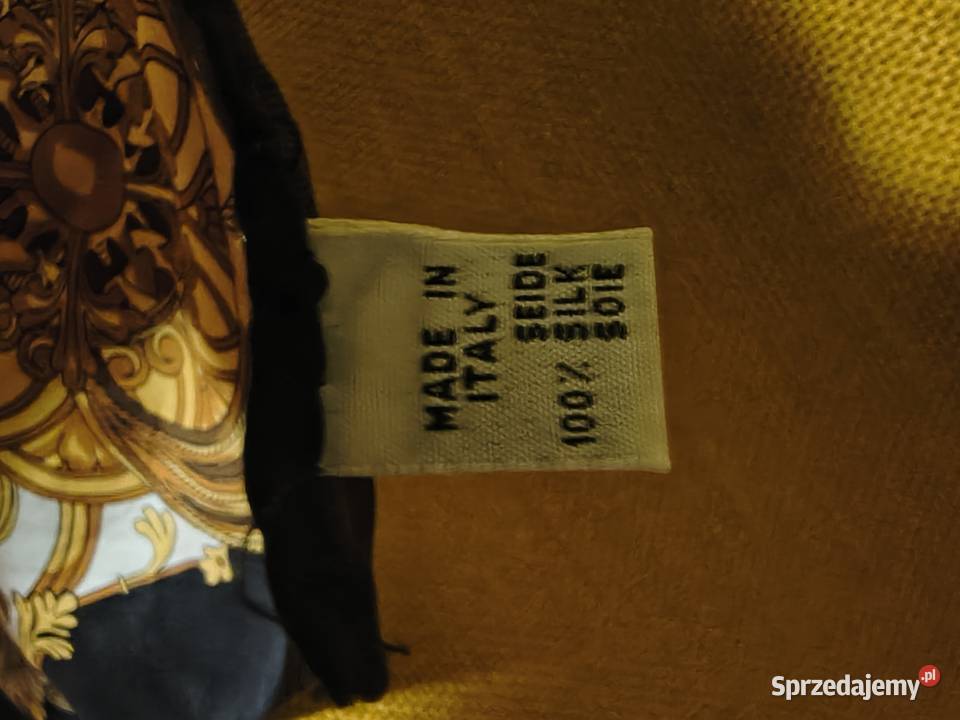 MADE IN
ITALY
SEIDE
100% SILK
SOIE
Sprzedajemy.pl